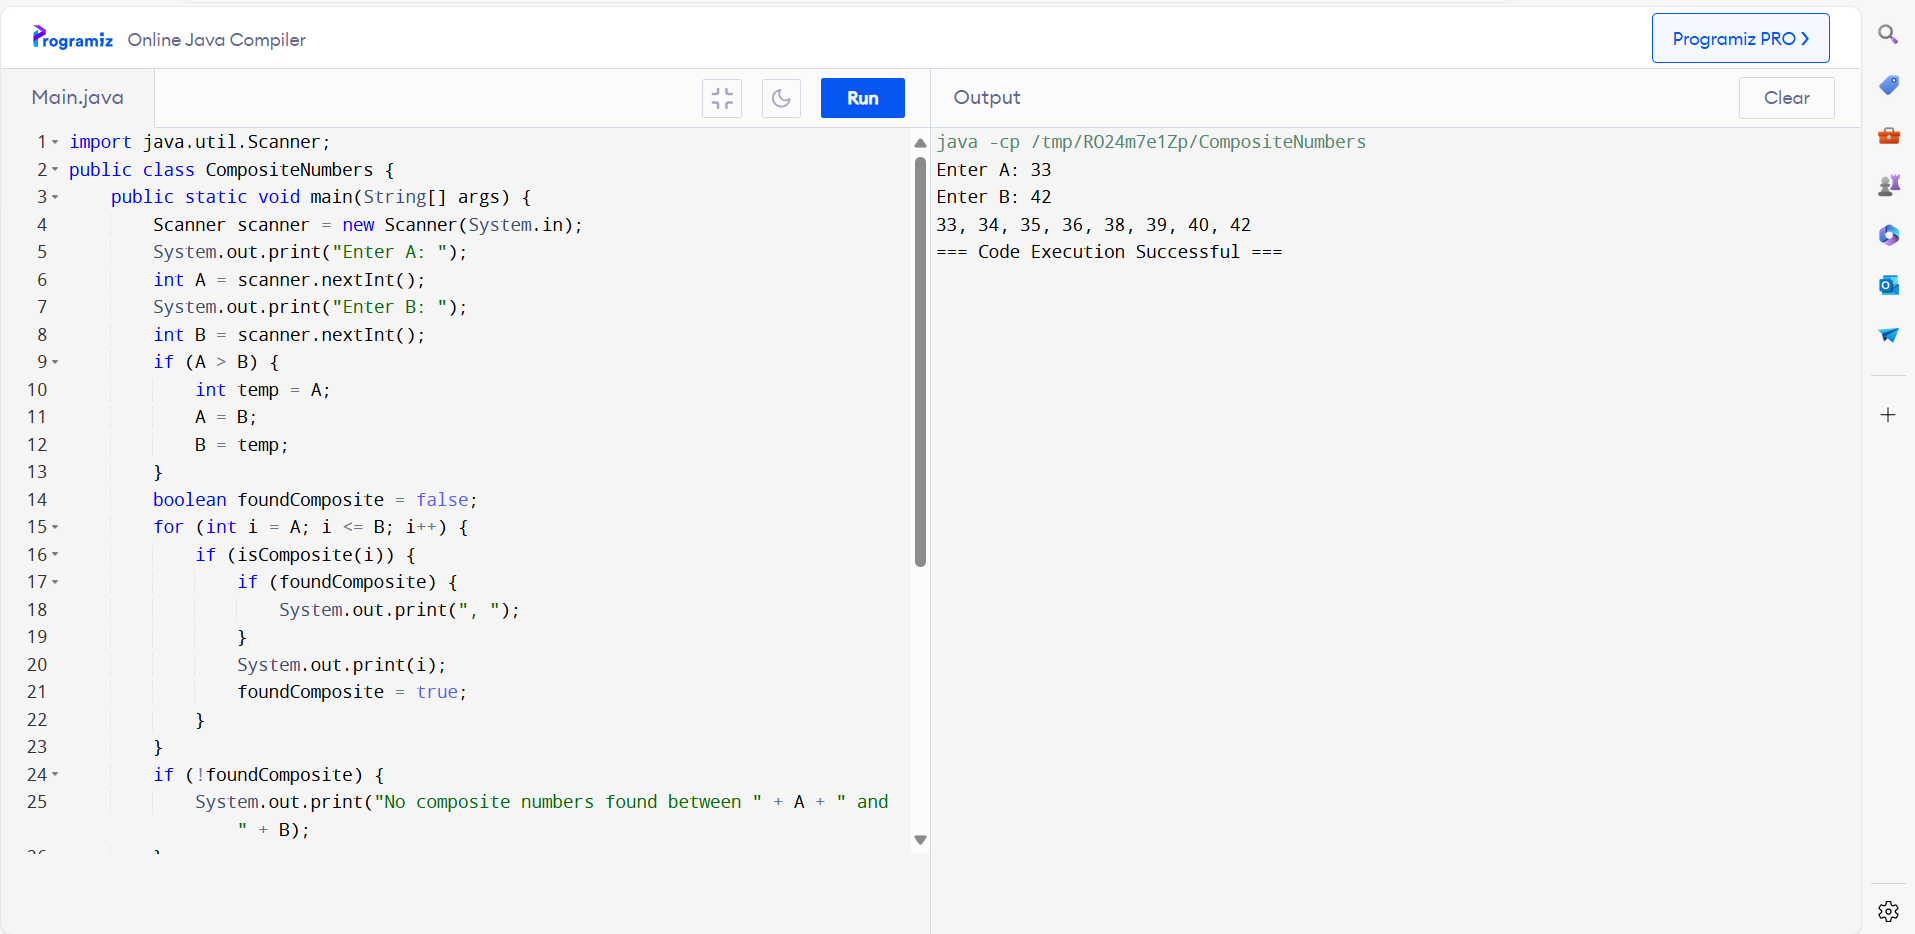 Programiz Online Java Compiler
Programiz PRO
Main.java
Run
Output
Clear
1 import java.util.Scanner;
2 public class CompositeNumbers {
3 public static void main(String[] args) {
4 Scanner scanner = new Scanner(System.in);
5 System.out.print("Enter A: ");
6 int A = scanner.nextInt();
7 System.out.print("Enter B: ");
8 int B = scanner.nextInt();
9 if (A > B) {
10 int temp = A;
11 A = B;
12 B = temp;
13 }
14 boolean foundComposite = false;
15 for (int i = A; i <= B; i++) {
16 if (isComposite(i)) {
17 if (foundComposite) {
18 System.out.print(", ");
19 }
20 System.out.print(i);
21 foundComposite = true;
22 }
23 }
24 if (!foundComposite) {
25 System.out.print("No composite numbers found between " + A + " and
" + B);
java -cp /tmp/RO24m7e1Zp/CompositeNumbers
Enter A: 33
Enter B: 42
33, 34, 35, 36, 38, 39, 40, 42
=== Code Execution Successful ===